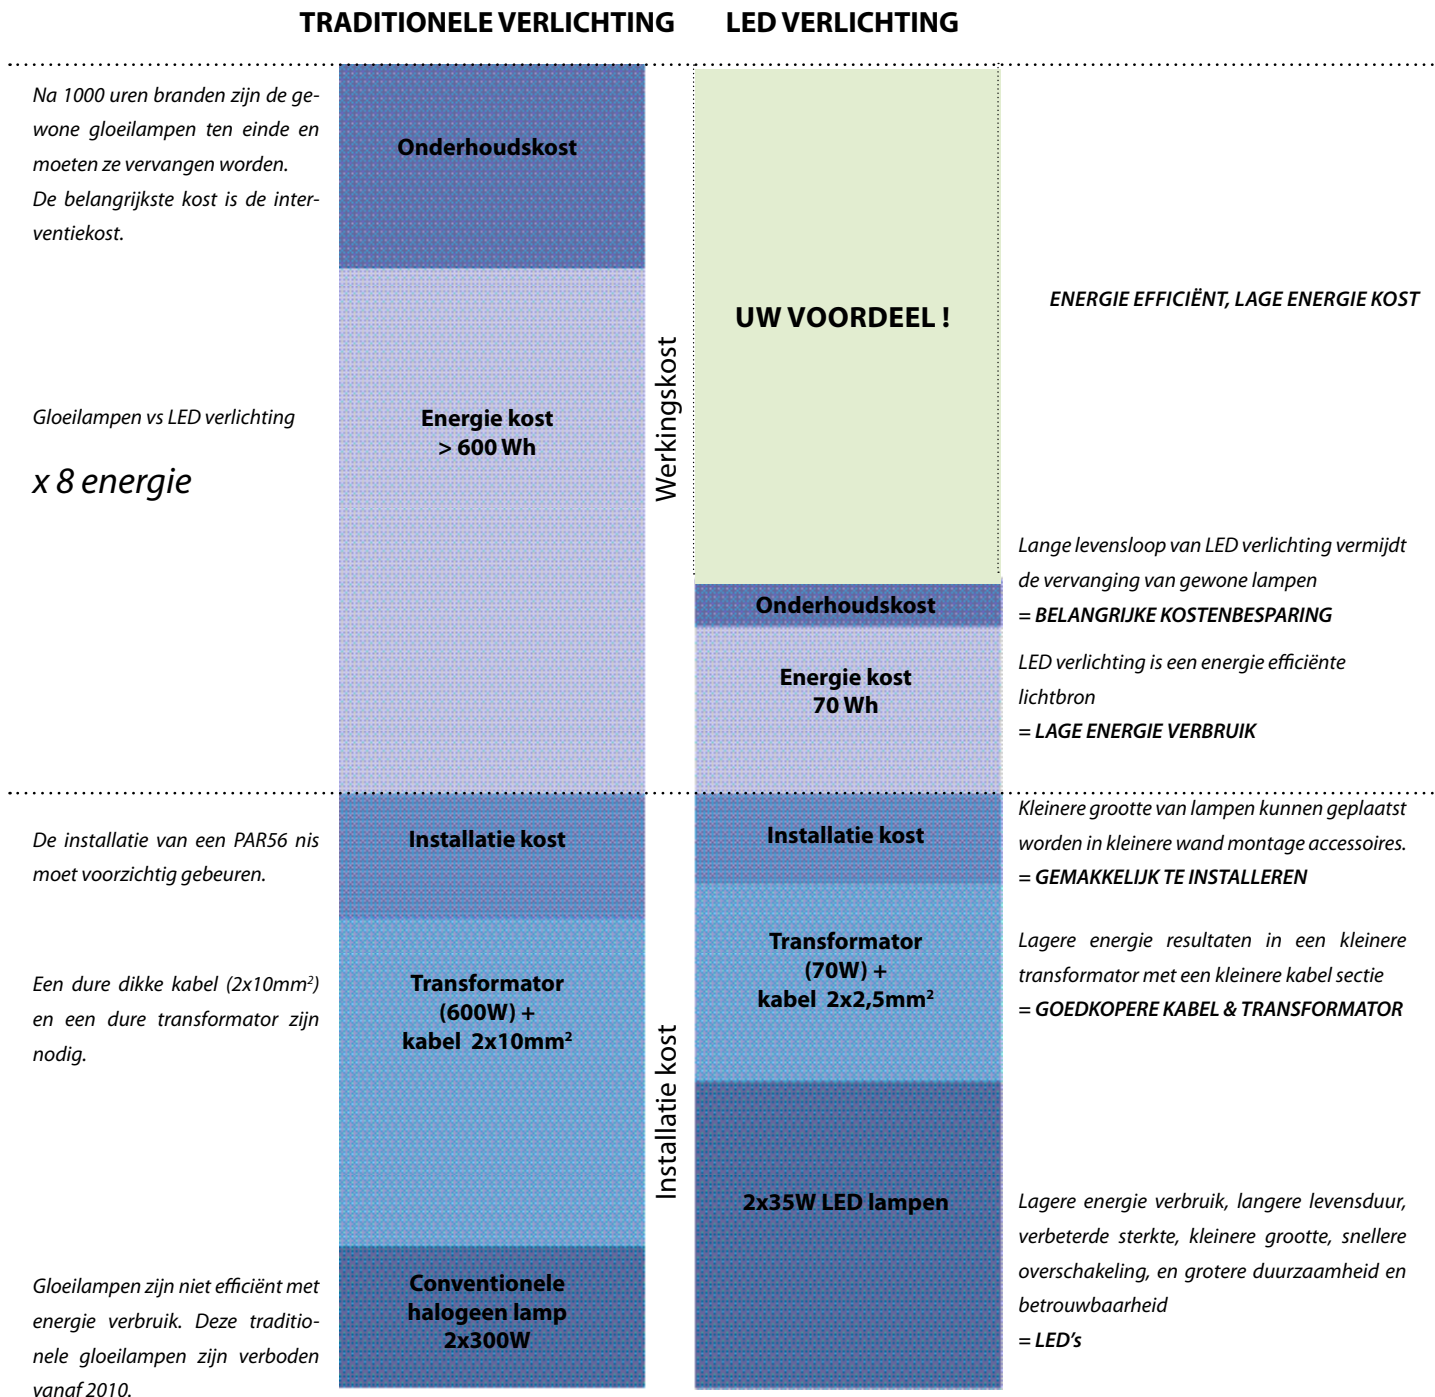 TRADITIONELE VERLICHTING
LED VERLICHTING
Na 1000 uren branden zijn de ge-
wone gloeilampen ten einde en
moeten ze vervangen worden.
De belangrijkste kost is de inter-
ventiekost.
Gloeilampen vs LED verlichting
x 8 energie
De installatie van een PAR56 nis
moet voorzichtig gebeuren.
Een dure dikke kabel (2x10mm²)
en een dure transformator zijn
nodig.
Gloeilampen zijn niet efficiënt met
energie verbruik. Deze traditio-
nele gloeilampen zijn verboden
vanaf 2010.
Onderhoudskost
Energie kost
> 600 Wh
Installatie kost
Transformator
(600W) +
kabel 2x10mm²
Conventionele
halogeen lamp
2x300W
Werkingskost
Installatie kost
UW VOORDEEL !
Onderhoudskost
Energie kost
70 Wh
Installatie kost
Transformator
(70W) +
kabel 2x2,5mm²
2x35W LED lampen
ENERGIE EFFICIËNT, LAGE ENERGIE KOST
Lange levensloop van LED verlichting vermijdt
de vervanging van gewone lampen
= BELANGRIJKE KOSTENBESPARING
LED verlichting is een energie efficiënte
lichtbron
= LAGE ENERGIE VERBRUIK
Kleinere grootte van lampen kunnen geplaatst
worden in kleinere wand montage accessoires.
= GEMAKKELIJK TE INSTALLEREN
Lagere energie resultaten in een kleinere
transformator met een kleinere kabel sectie
= GOEDKOPERE KABEL & TRANSFORMATOR
Lagere energie verbruik, langere levensduur,
verbeterde sterkte, kleinere grootte, snellere
overschakeling, en grotere duurzaamheid en
betrouwbaarheid
= LED's